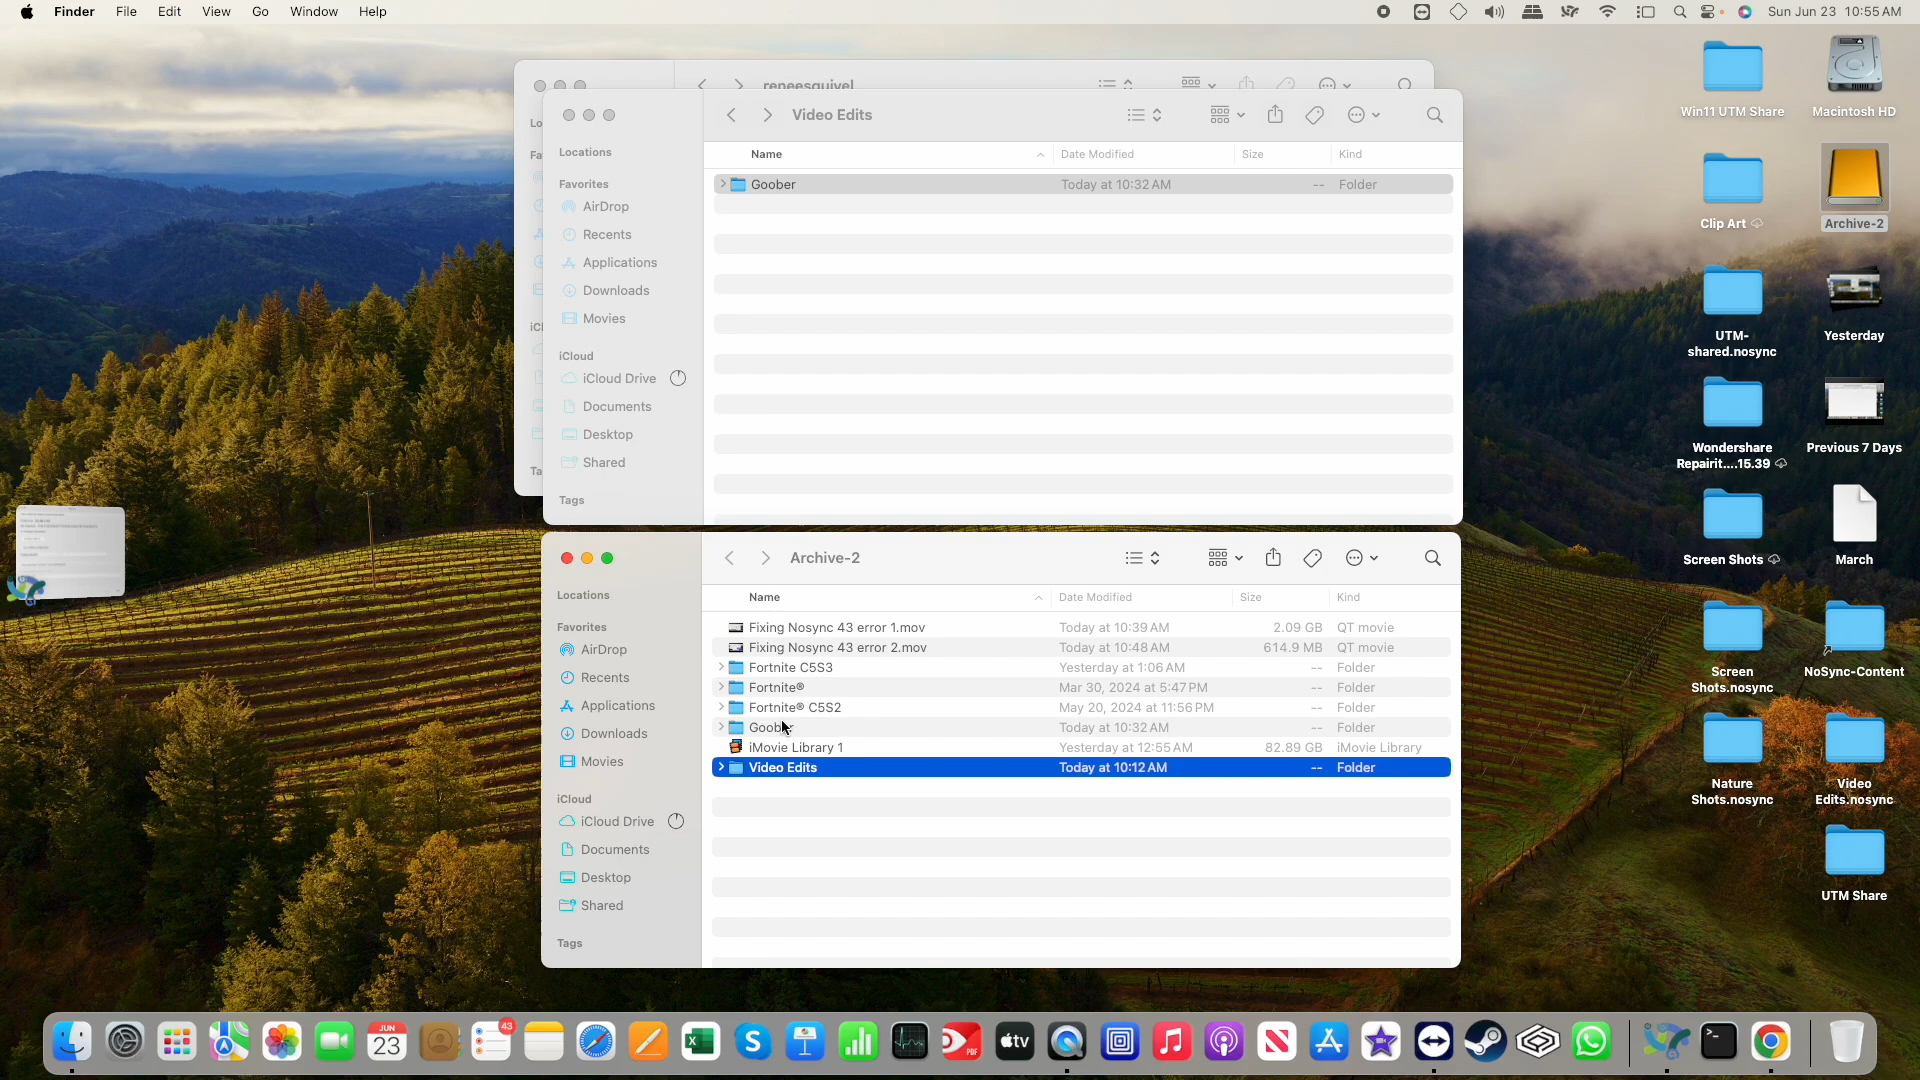 Finder File Edit View Go Window Help
Sun Jun 23 10:55 AM
reneesquivel
Lo
Fa
iCl
Ta
Video Edits
Locations
Favorites
AirDrop
Recents
Applications
Downloads
Movies
iCloud
iCloud Drive
Documents
Desktop
Shared
Tags
Name Date Modified Size Kind
Goober Today at 10:32 AM -- Folder
Archive-2
Locations
Favorites
AirDrop
Recents
Applications
Downloads
Movies
iCloud
iCloud Drive
Documents
Desktop
Shared
Tags
Name Date Modified Size Kind
Fixing Nosync 43 error 1.mov Today at 10:39 AM 2.09 GB QT movie
Fixing Nosync 43 error 2.mov Today at 10:48 AM 614.9 MB QT movie
Fortnite C5S3 Yesterday at 1:06 AM -- Folder
Fortnite® Mar 30, 2024 at 5:47 PM -- Folder
Fortnite® C5S2 May 20, 2024 at 11:56 PM -- Folder
Goober Today at 10:32 AM -- Folder
iMovie Library 1 Yesterday at 12:55 AM 82.89 GB iMovie Library
Video Edits Today at 10:12 AM -- Folder
Win11 UTM Share
Macintosh HD
Clip Art
Archive-2
UTM-
shared.nosync
Yesterday
Wondershare
Repairit....15.39
Previous 7 Days
Screen Shots
March
Screen
Shots.nosync
NoSync-Content
Nature
Shots.nosync
Video
Edits.nosync
UTM Share
JUN
23
43
PDF
tv